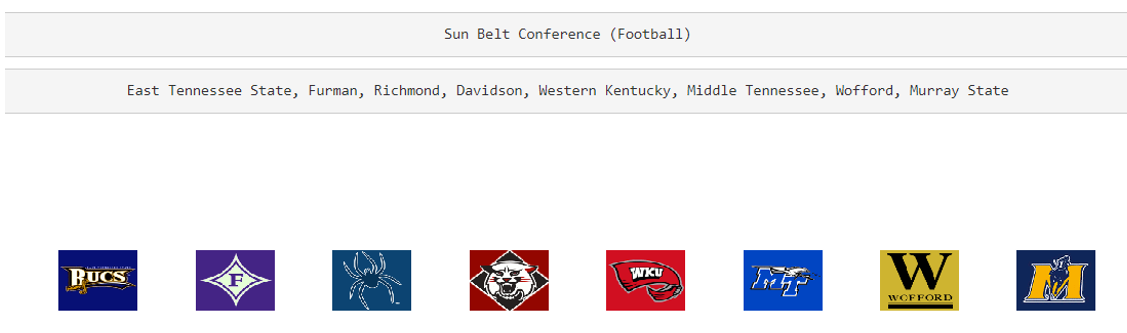 Sun Belt Conference (Football)
East Tennessee State, Furman, Richmond, Davidson, Western Kentucky, Middle Tennessee, Wofford, Murray State
BUCS
F
WKU
MT
W
WOFFORD
M